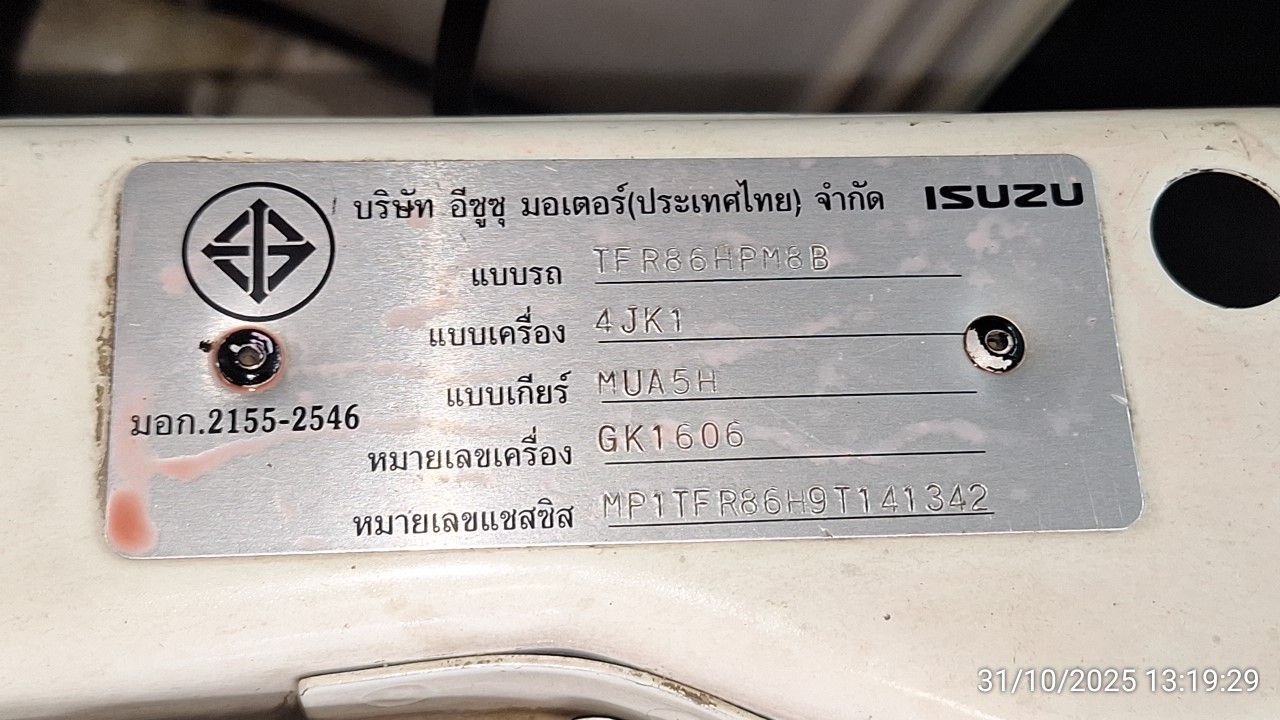 บริษัท อีซูซุ มอเตอร์(ประเทศไทย) จำกัด ISUZU
แบบรถ TFR86HPM8B
แบบเครื่อง 4JK1
แบบเกียร์ MUA5H
มอก.2155-2546
หมายเลขเครื่อง GK1606
หมายเลขแชสซิส MP1TFR86H9T141342
31/10/2025 13:19:29